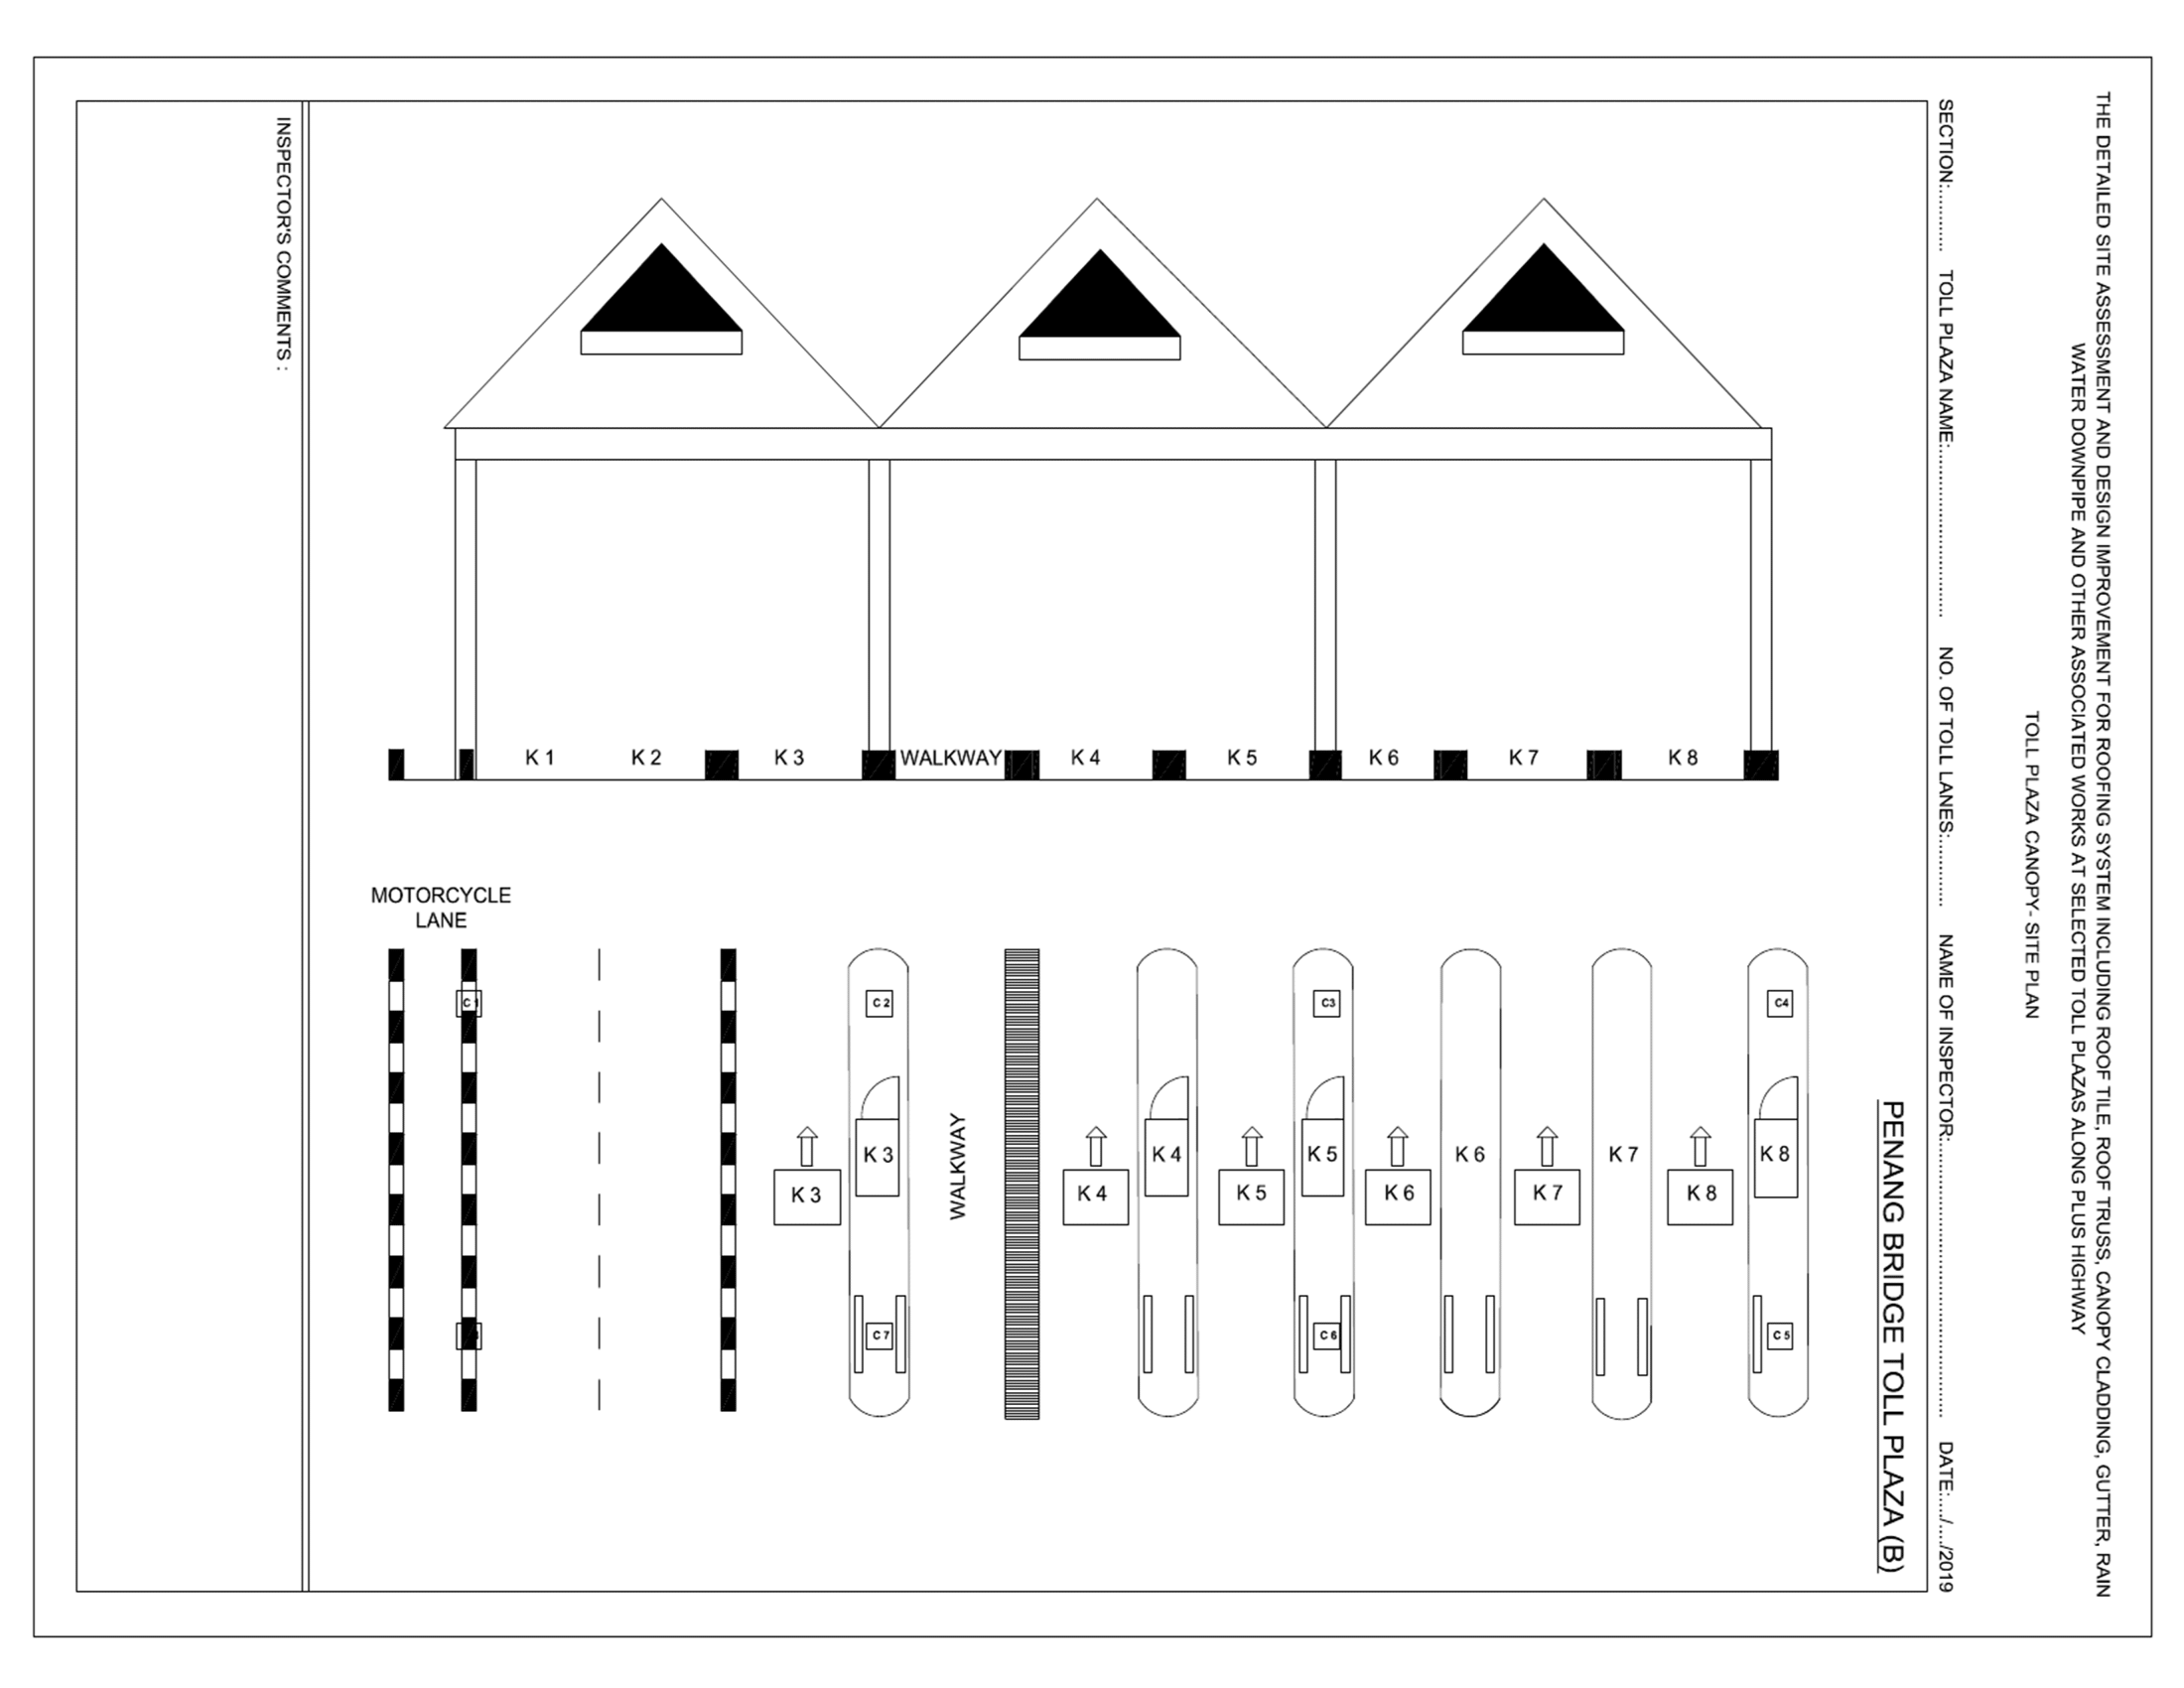 THE DETAILED SITE ASSESSMENT AND DESIGN IMPROVEMENT FOR ROOFING SYSTEM INCLUDING ROOF TILE, ROOF TRUSS, CANOPY CLADDING, GUTTER, RAIN
WATER DOWNPIPE AND OTHER ASSOCIATED WORKS AT SELECTED TOLL PLAZAS ALONG PLUS HIGHWAY
TOLL PLAZA CANOPY- SITE PLAN
SECTION:.......... TOLL PLAZA NAME:.............................. NO. OF TOLL LANES:........... NAME OF INSPECTOR:................................................ DATE:..../..../2019
PENANG BRIDGE TOLL PLAZA (B)
K 1 K 2 K 3 WALKWAY K 4 K 5 K 6 K 7 K 8
MOTORCYCLE
LANE
C 1 C 2 C3 C4
K 3 K 4 K 5 K 6 K 7 K 8
WALKWAY
K 3 K 4 K 5 K 6 K 7 K 8
C 7 C 6 C 5
INSPECTOR'S COMMENTS :